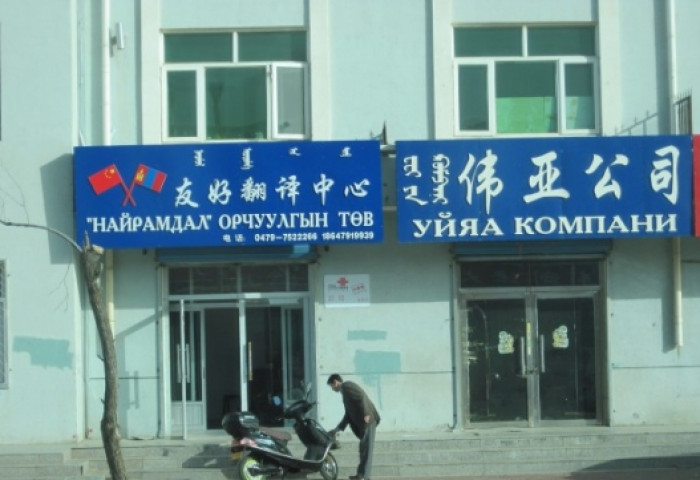 友好翻译中心
"НАЙРАМДАЛ" ОРЧУУЛГЫН ТӨВ
电话: 0479-7522266 18647919939
伟亚公司
УЙЯА КОМПАНИ